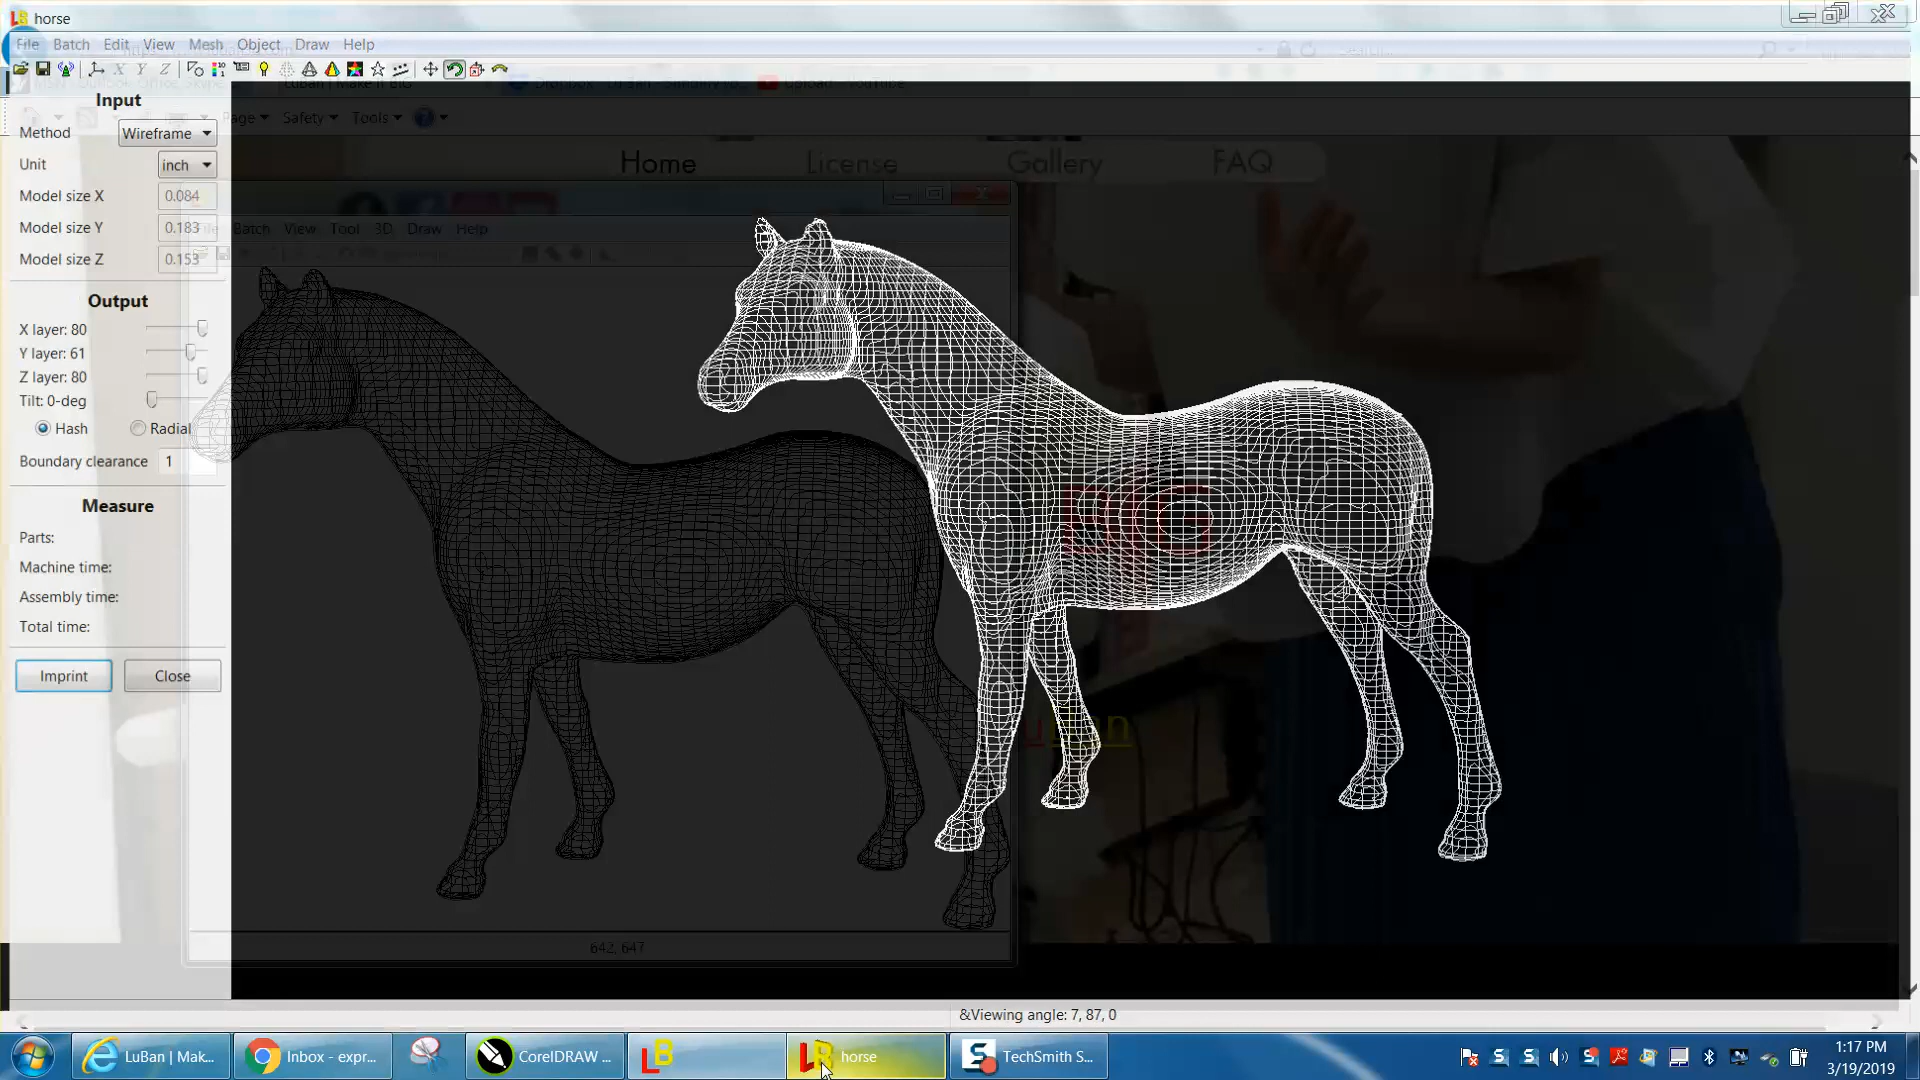 horse
File Batch Edit View Mesh Object Draw Help
Input
Page Safety Tools
Method Wireframe
Home License Gallery FAQ
Unit inch
Model size X 0.084
Model size Y 0.183
Batch View Tool 3D Draw Help
Model size Z 0.153
Output
X layer: 80
Y layer: 61
Z layer: 80
Tilt: 0-deg
Hash Radial
Boundary clearance 1
Measure
BIG
Parts:
Machine time:
Assembly time:
Total time:
Imprint Close
LuBan
642, 647
&Viewing angle: 7, 87, 0
LuBan | Mak... Inbox - expr... CorelDRAW ... horse TechSmith S...
1:17 PM
3/19/2019